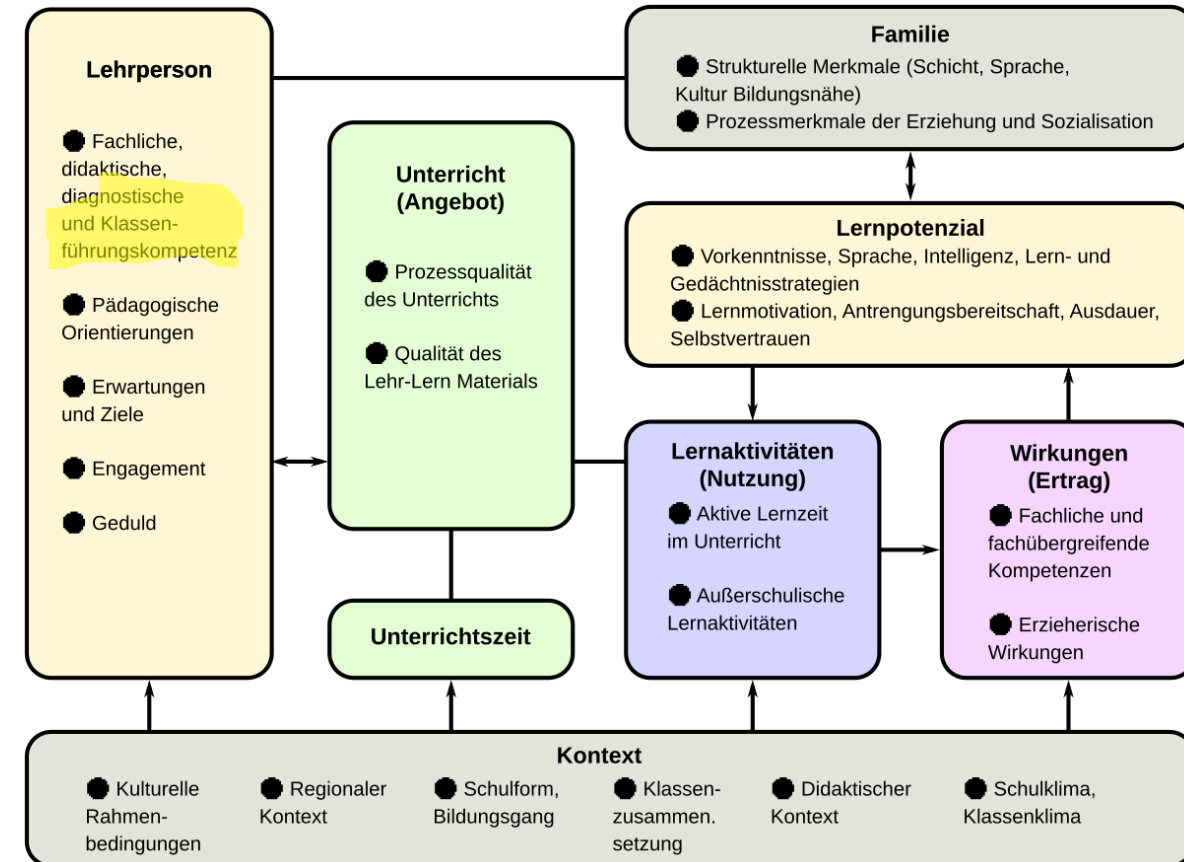 Lehrperson
● Fachliche,
didaktische,
diagnostische
und Klassen-
führungskompetenz
● Pädagogische
Orientierungen
● Erwartungen
und Ziele
● Engagement
● Geduld
Unterricht
(Angebot)
● Prozessqualität
des Unterrichts
● Qualität des
Lehr-Lern Materials
Unterrichtszeit
Familie
● Strukturelle Merkmale (Schicht, Sprache,
Kultur Bildungsnähe)
● Prozessmerkmale der Erziehung und Sozialisation
Lernpotenzial
● Vorkenntnisse, Sprache, Intelligenz, Lern- und
Gedächtnisstrategien
● Lernmotivation, Antrengungsbereitschaft, Ausdauer,
Selbstvertrauen
Lernaktivitäten
(Nutzung)
● Aktive Lernzeit
im Unterricht
● Außerschulische
Lernaktivitäten
Wirkungen
(Ertrag)
● Fachliche und
fachübergreifende
Kompetenzen
● Erzieherische
Wirkungen
Kontext
● Kulturelle
Rahmen-
bedingungen
● Regionaler
Kontext
● Schulform,
Bildungsgang
● Klassen-
zusammen.
setzung
● Didaktischer
Kontext
● Schulklima,
Klassenklima